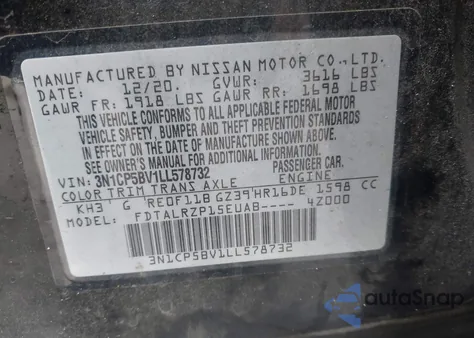 MANUFACTURED BY NISSAN MOTOR CO., LTD.
DATE: 12/20. GVWR: 3616 LBS
GAWR FR: 1918 LBS GAWR RR: 1698 LBS
THIS VEHICLE CONFORMS TO ALL APPLICABLE FEDERAL MOTOR
VEHICLE SAFETY, BUMPER AND THEFT PREVENTION STANDARDS
IN EFFECT ON THE DATE OF MANUFACTURE SHOWN ABOVE.
SEE OWNER'S MANUAL FOR ADDITIONAL INFORMATION.
VIN: 3N1CP5BV1LL578732 PASSENGER CAR.
COLOR TRIM TRANS AXLE ENGINE
KH3 G RE0F11B GZ39 HR16DE 1598 CC
MODEL: FDTALRZP15EUAB---- 4Z000
3N1CP5BV1LL578732
autoSnap